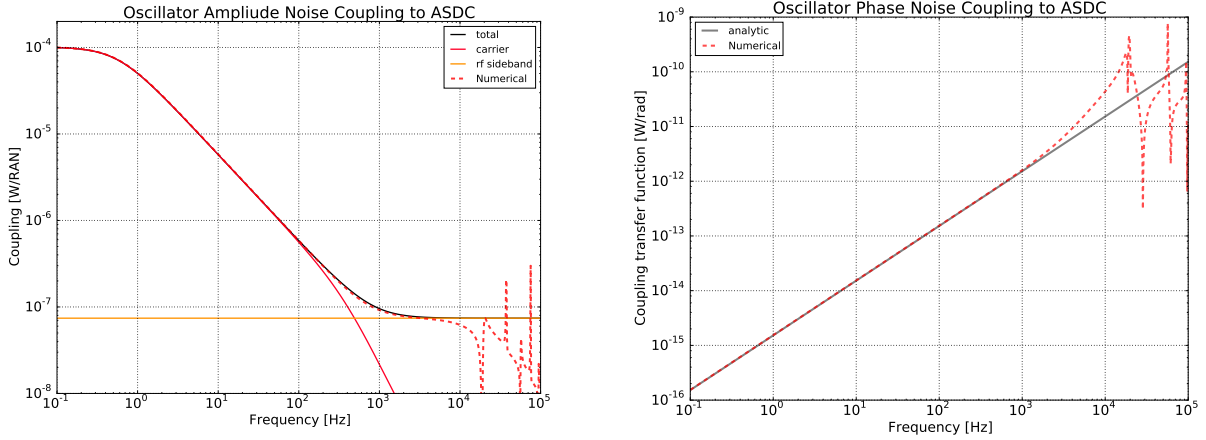 Oscillator Ampliude Noise Coupling to ASDC
Coupling [W/RAN]
10^-4
10^-5
10^-6
10^-7
10^-8
total
carrier
rf sideband
Numerical
10^-1 10^0 10^1 10^2 10^3 10^4 10^5
Frequency [Hz]
Oscillator Phase Noise Coupling to ASDC
Coupling transfer function [W/rad]
10^-9
10^-10
10^-11
10^-12
10^-13
10^-14
10^-15
10^-16
analytic
Numerical
10^-1 10^0 10^1 10^2 10^3 10^4 10^5
Frequency [Hz]